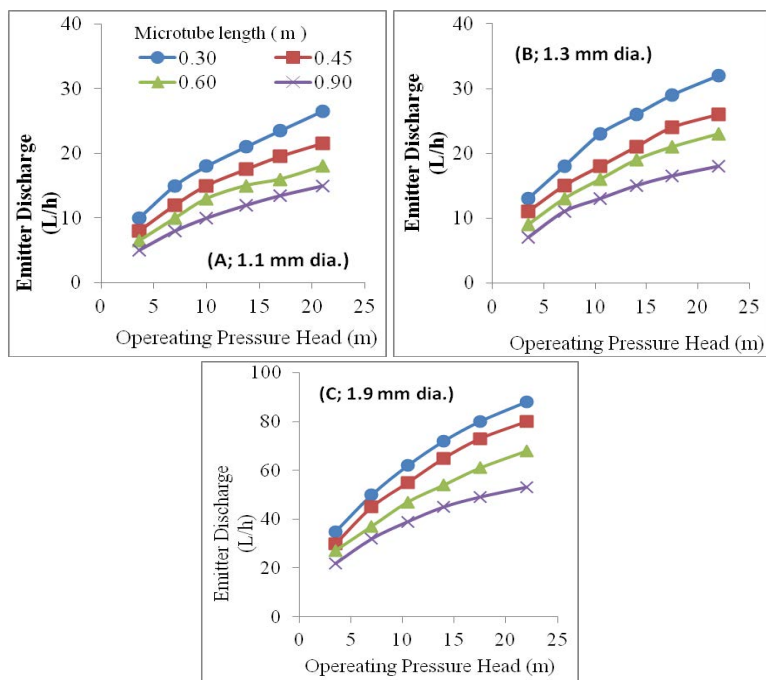 Microtube length ( m )
0.30 0.45
0.60 0.90
40
30
20
10
0
0 5 10 15 20 25
Emitter Discharge
(L/h)
(A; 1.1 mm dia.)
Opereating Pressure Head (m)
(B; 1.3 mm dia.)
40
30
20
10
0
0 5 10 15 20 25
Emitter Discharge
(L/h)
Opereating Pressure Head (m)
(C; 1.9 mm dia.)
100
80
60
40
20
0
0 5 10 15 20 25
Emitter Discharge
(L/h)
Opereating Pressure Head (m)